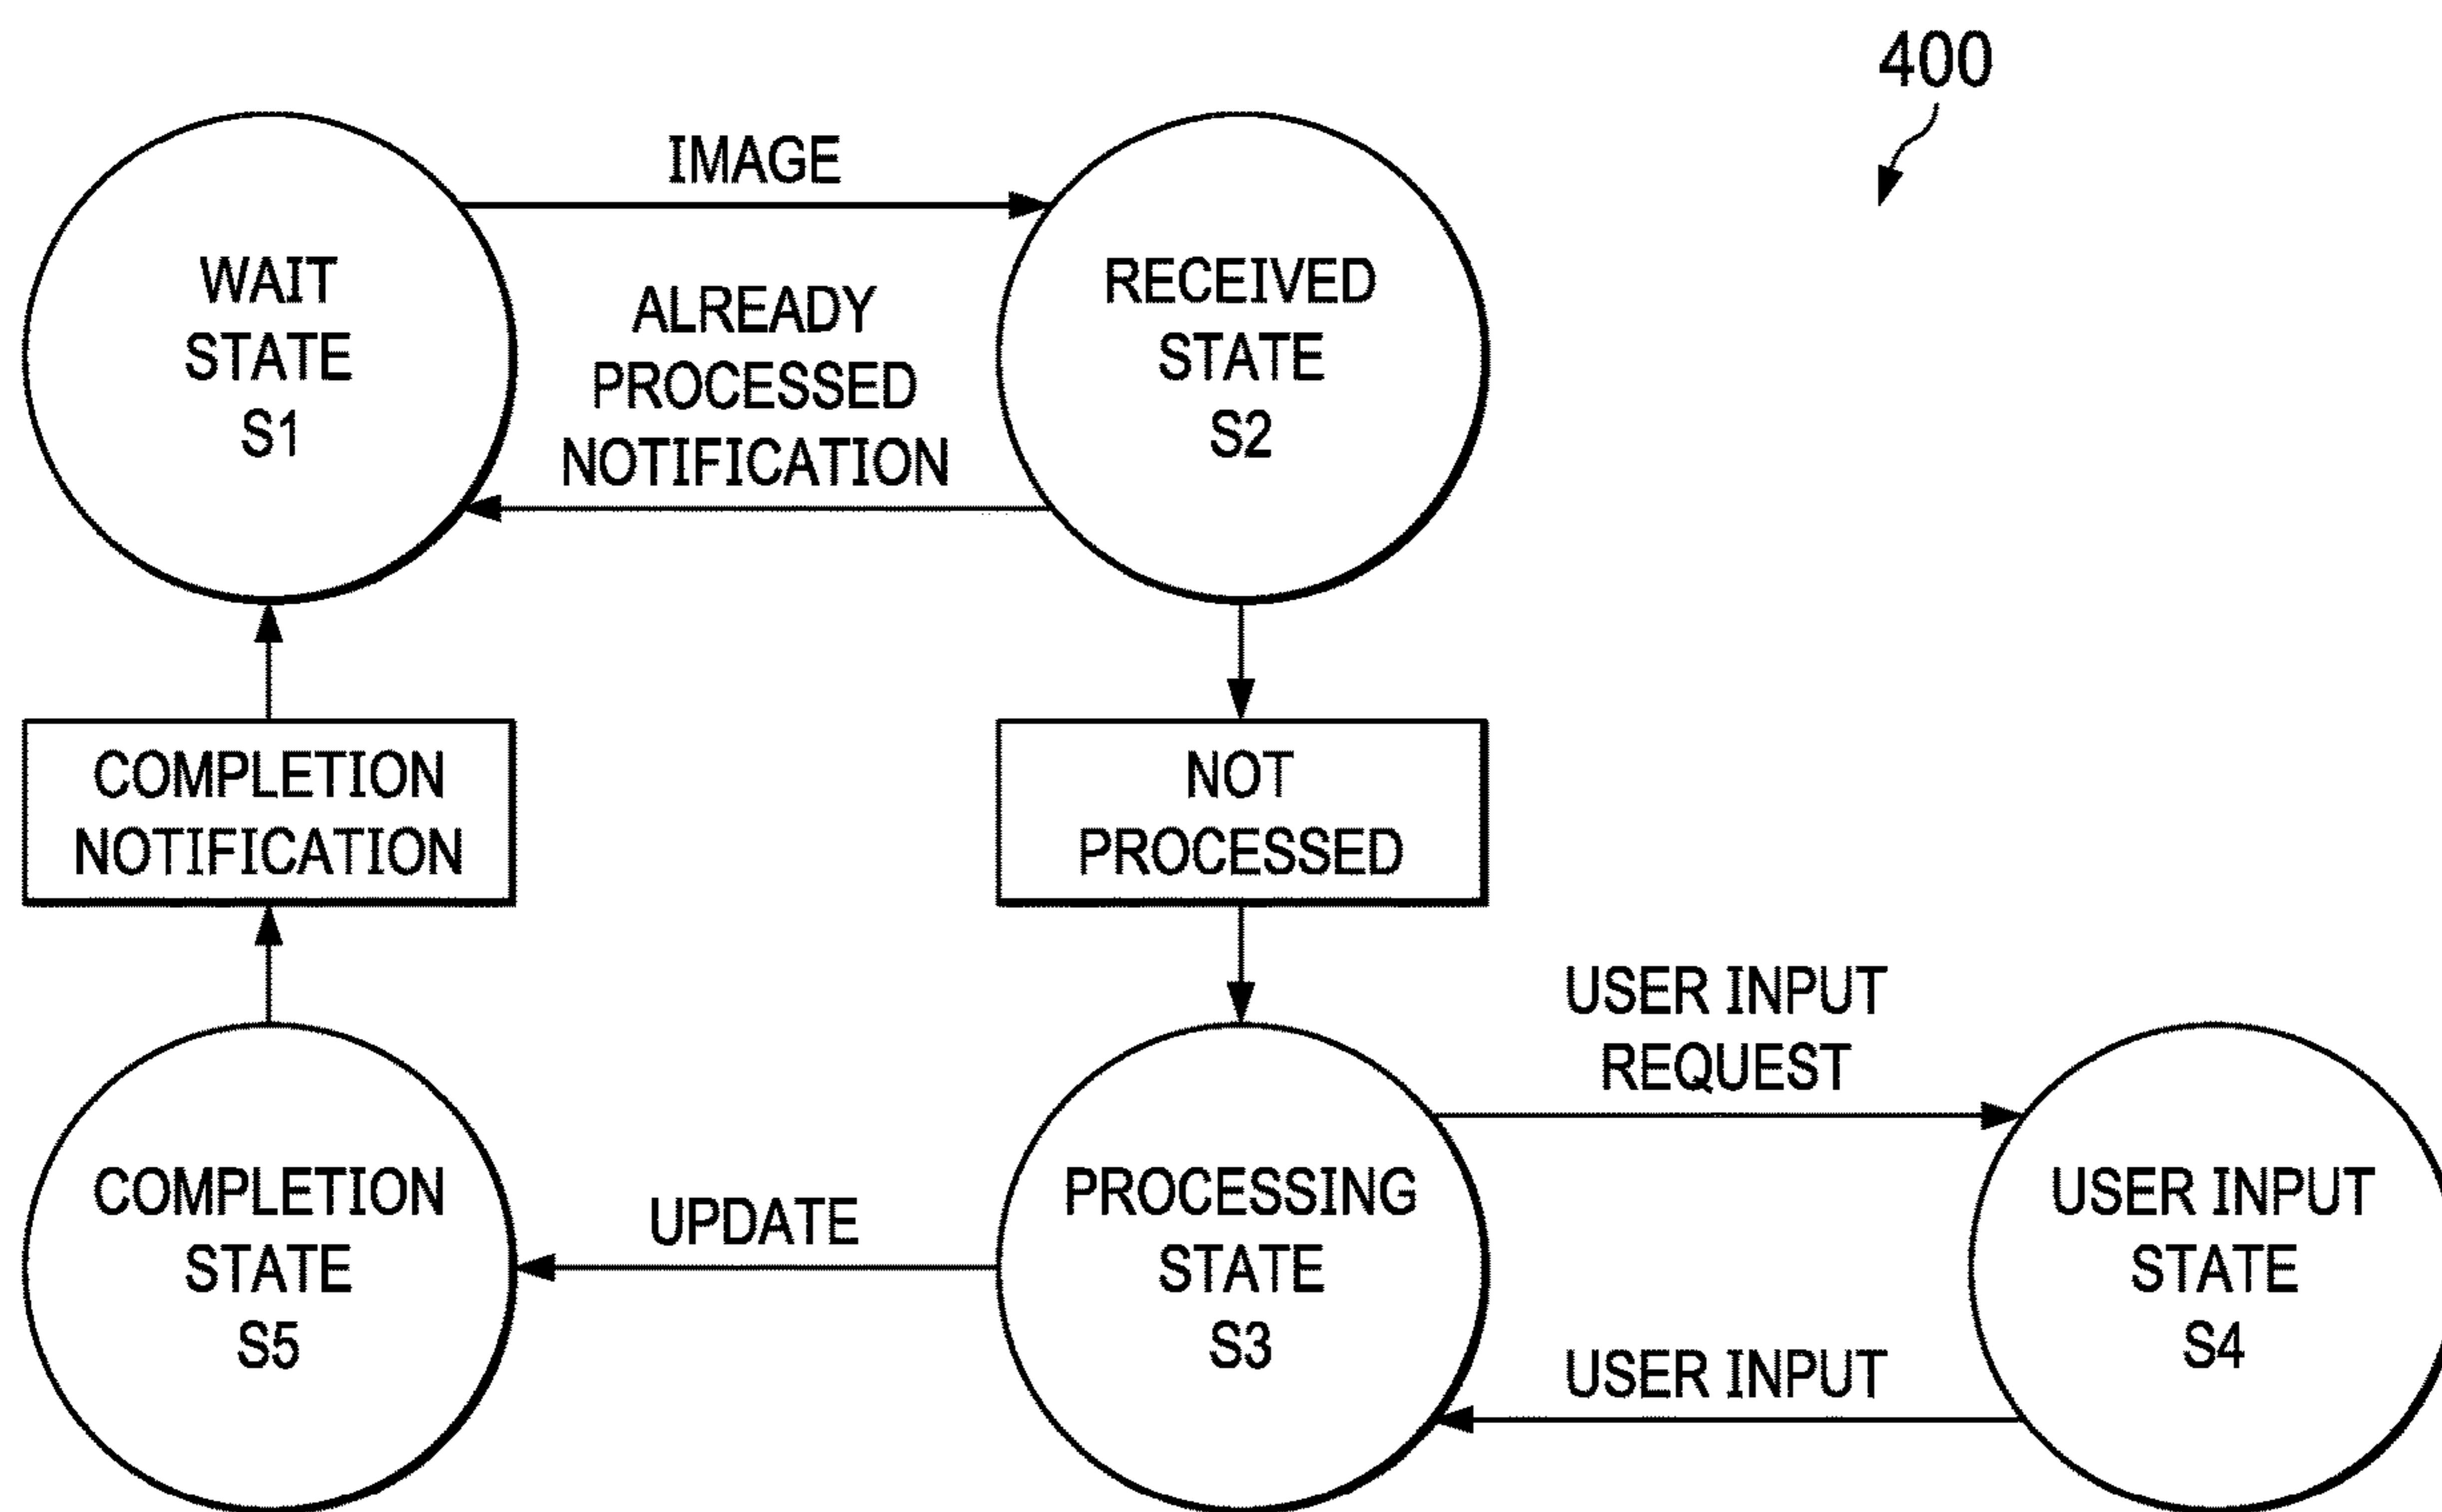 400
IMAGE
WAIT
STATE
S1
ALREADY
PROCESSED
NOTIFICATION
RECEIVED
STATE
S2
COMPLETION
NOTIFICATION
NOT
PROCESSED
USER INPUT
REQUEST
COMPLETION
STATE
S5
UPDATE
PROCESSING
STATE
S3
USER INPUT
USER INPUT
STATE
S4